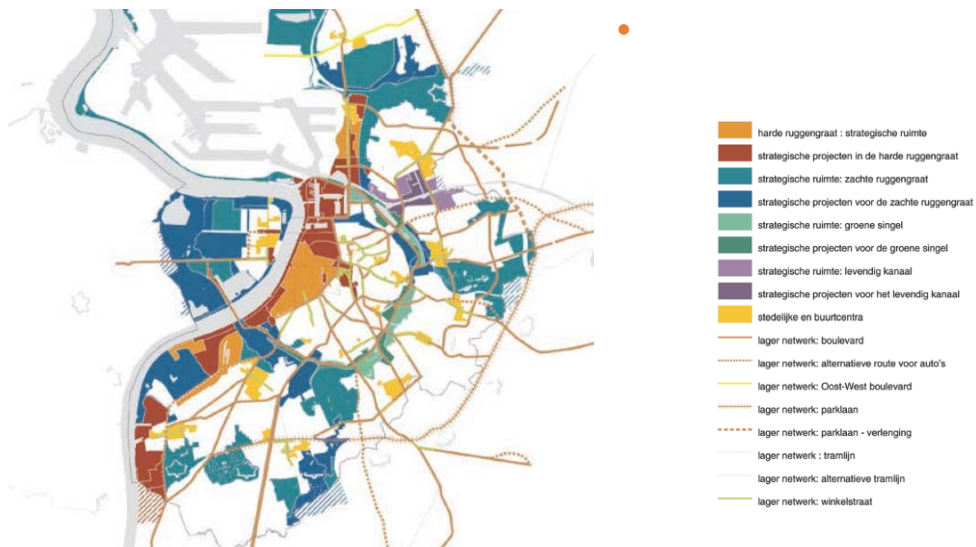 harde ruggengraat : strategische ruimte
strategische projecten in de harde ruggengraat
strategische ruimte: zachte ruggengraat
strategische projecten voor de zachte ruggengraat
strategische ruimte: groene singel
strategische projecten voor de groene singel
strategische ruimte: levendig kanaal
strategische projecten voor het levendig kanaal
stedelijke en buurtcentra
lager netwerk: boulevard
lager netwerk: alternatieve route voor auto's
lager netwerk: Oost-West boulevard
lager netwerk: parklaan
lager netwerk: parklaan - verlenging
lager netwerk : tramlijn
lager netwerk: alternatieve tramlijn
lager netwerk: winkelstraat